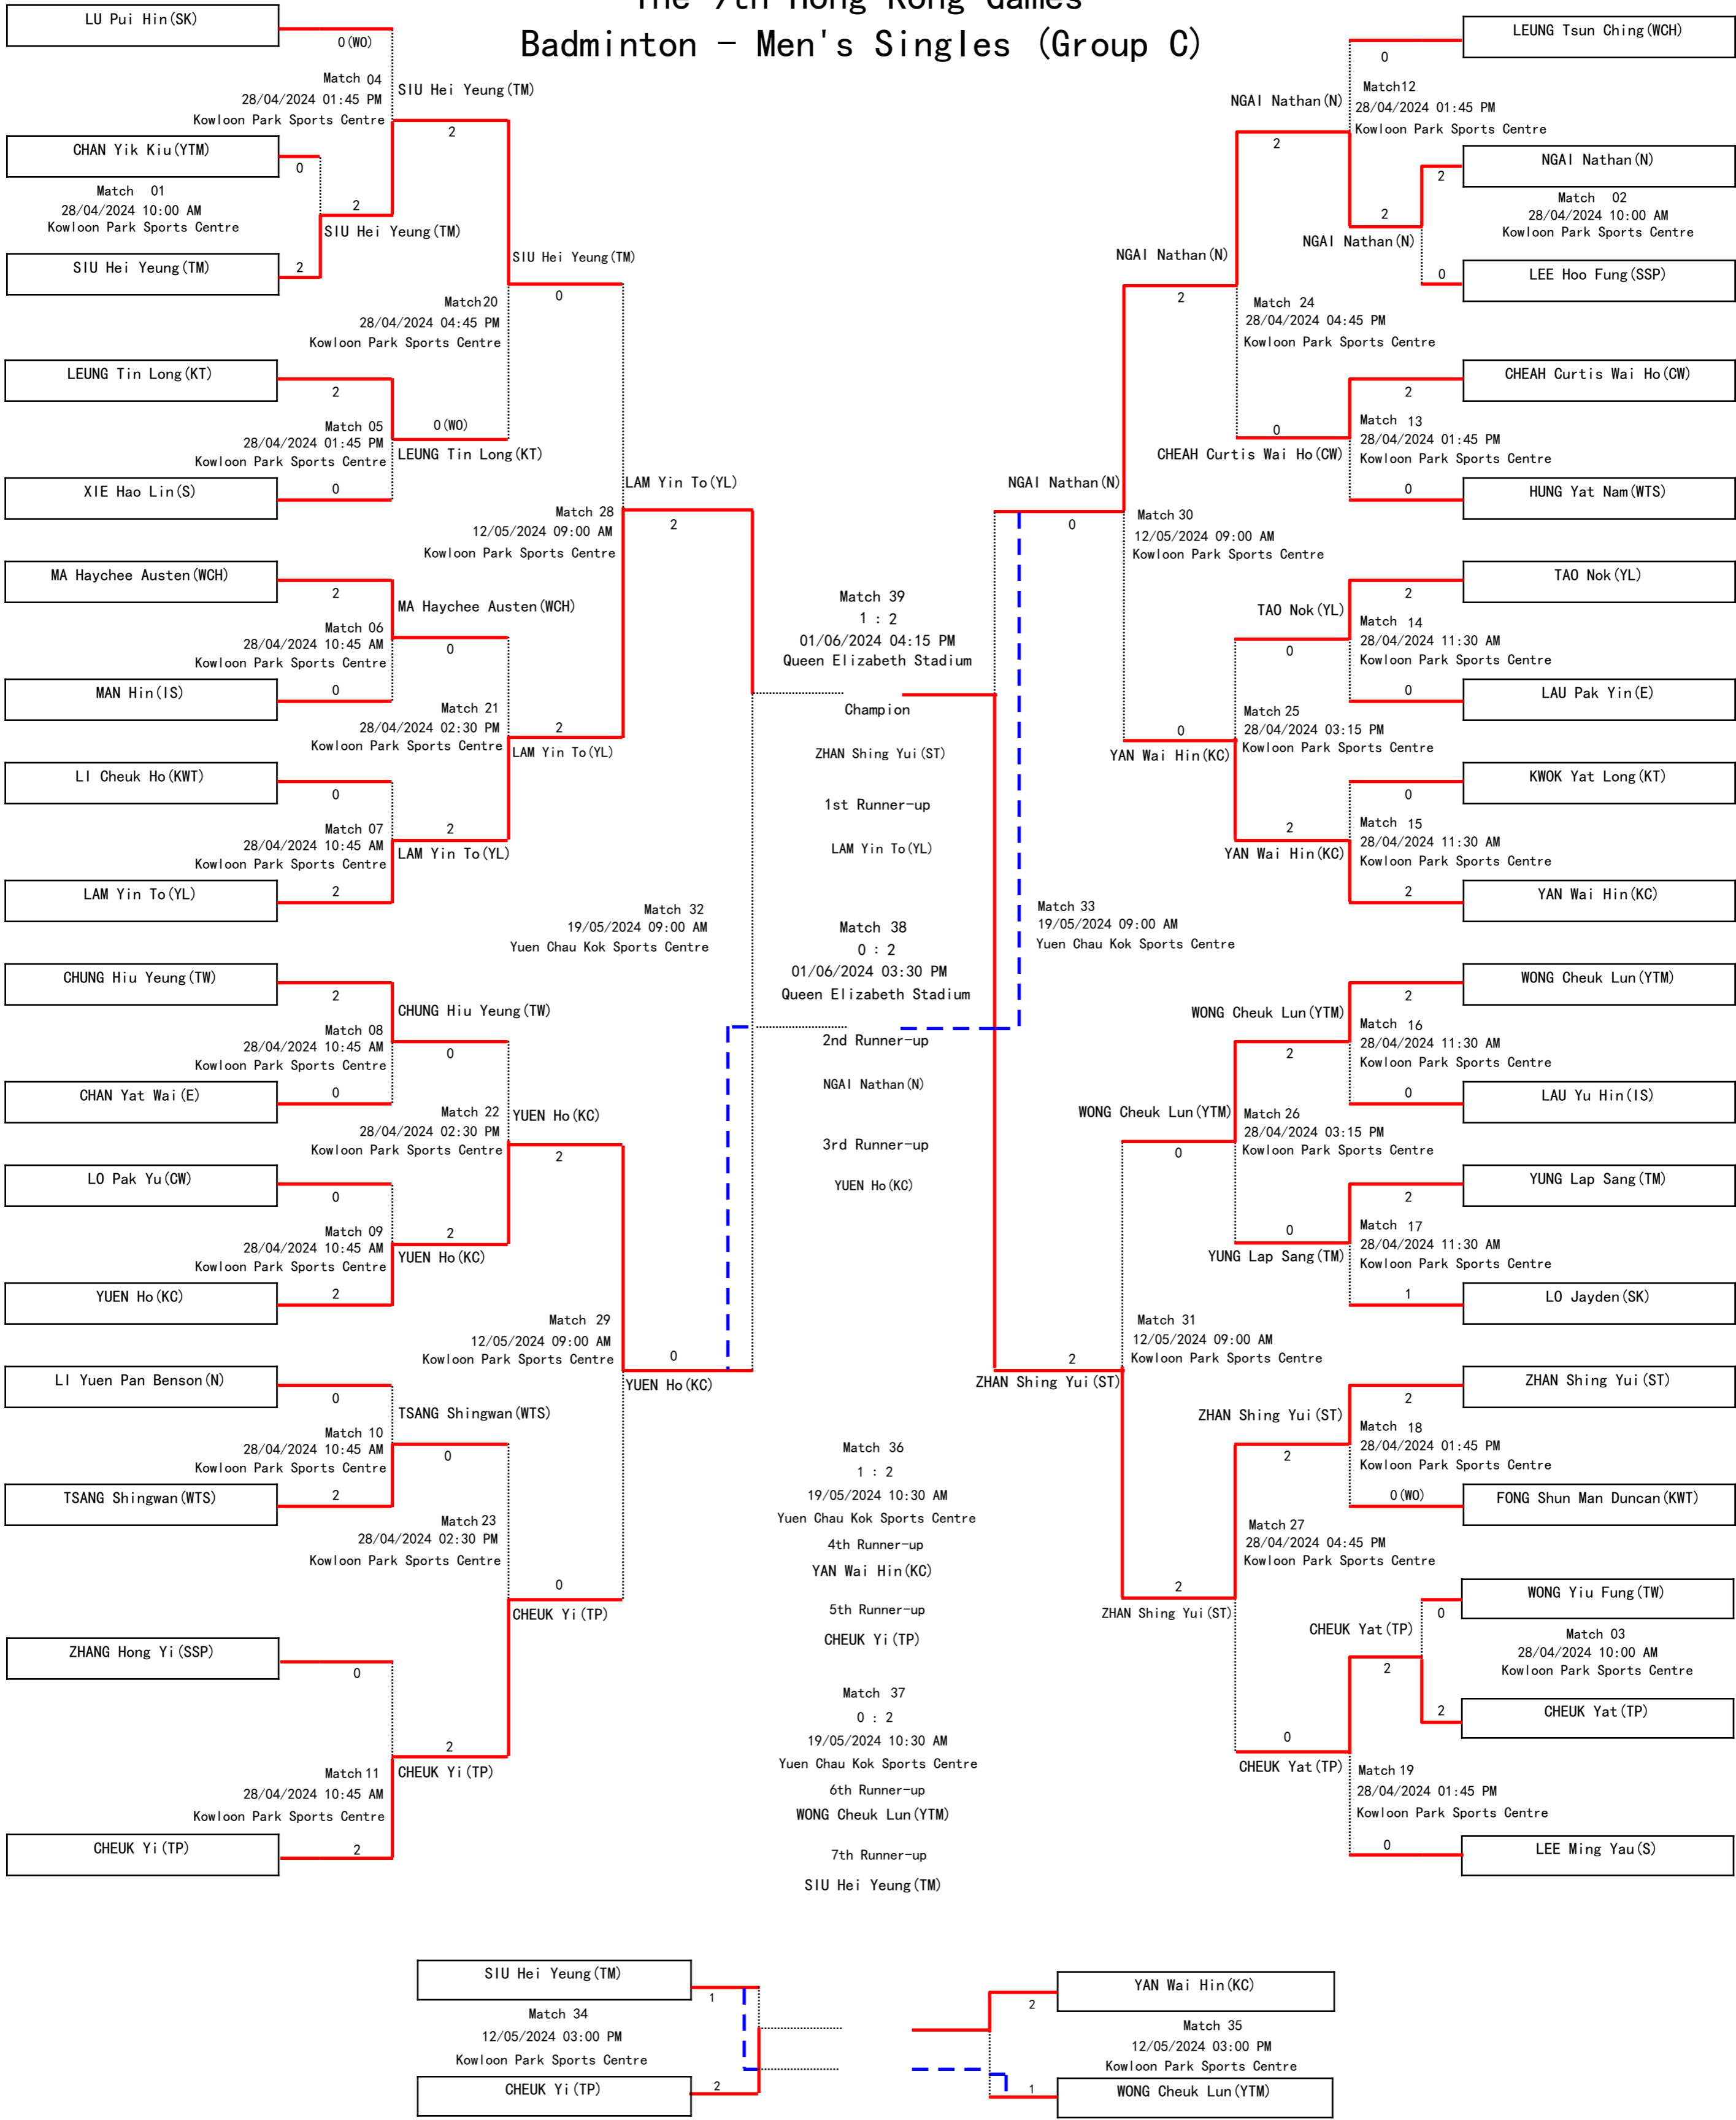 The 7th Hong Kong Games
Badminton - Men's Singles (Group C)
LU Pui Hin(SK)
0(WO)
Match 04
28/04/2024 01:45 PM
Kowloon Park Sports Centre
SIU Hei Yeung(TM)
2
CHAN Yik Kiu(YTM)
0
Match 01
28/04/2024 10:00 AM
Kowloon Park Sports Centre
2
SIU Hei Yeung(TM)
SIU Hei Yeung(TM)
2
SIU Hei Yeung(TM)
0
Match20
28/04/2024 04:45 PM
Kowloon Park Sports Centre
LEUNG Tin Long(KT)
2
Match 05
28/04/2024 01:45 PM
Kowloon Park Sports Centre
0(WO)
LEUNG Tin Long(KT)
XIE Hao Lin(S)
0
LAM Yin To(YL)
2
Match 28
12/05/2024 09:00 AM
Kowloon Park Sports Centre
MA Haychee Austen(WCH)
2
MA Haychee Austen(WCH)
Match 06
28/04/2024 10:45 AM
Kowloon Park Sports Centre
0
MAN Hin(IS)
0
Match 21
28/04/2024 02:30 PM
Kowloon Park Sports Centre
2
LAM Yin To(YL)
LI Cheuk Ho(KWT)
0
Match 07
28/04/2024 10:45 AM
Kowloon Park Sports Centre
2
LAM Yin To(YL)
LAM Yin To(YL)
2
Match 32
19/05/2024 09:00 AM
Yuen Chau Kok Sports Centre
CHUNG Hiu Yeung(TW)
2
CHUNG Hiu Yeung(TW)
Match 08
28/04/2024 10:45 AM
Kowloon Park Sports Centre
0
CHAN Yat Wai(E)
0
Match 22
28/04/2024 02:30 PM
Kowloon Park Sports Centre
YUEN Ho(KC)
2
LO Pak Yu(CW)
0
Match 09
28/04/2024 10:45 AM
Kowloon Park Sports Centre
2
YUEN Ho(KC)
YUEN Ho(KC)
2
Match 29
12/05/2024 09:00 AM
Kowloon Park Sports Centre
0
YUEN Ho(KC)
LI Yuen Pan Benson(N)
0
TSANG Shingwan(WTS)
Match 10
28/04/2024 10:45 AM
Kowloon Park Sports Centre
0
TSANG Shingwan(WTS)
2
Match 23
28/04/2024 02:30 PM
Kowloon Park Sports Centre
0
CHEUK Yi(TP)
ZHANG Hong Yi(SSP)
0
2
Match 11
CHEUK Yi(TP)
28/04/2024 10:45 AM
Kowloon Park Sports Centre
CHEUK Yi(TP)
2
Match 39
1 : 2
01/06/2024 04:15 PM
Queen Elizabeth Stadium
Champion
ZHAN Shing Yui(ST)
1st Runner-up
LAM Yin To(YL)
Match 38
0 : 2
01/06/2024 03:30 PM
Queen Elizabeth Stadium
2nd Runner-up
NGAI Nathan(N)
3rd Runner-up
YUEN Ho(KC)
Match 36
1 : 2
19/05/2024 10:30 AM
Yuen Chau Kok Sports Centre
4th Runner-up
YAN Wai Hin(KC)
5th Runner-up
CHEUK Yi(TP)
Match 37
0 : 2
19/05/2024 10:30 AM
Yuen Chau Kok Sports Centre
6th Runner-up
WONG Cheuk Lun(YTM)
7th Runner-up
SIU Hei Yeung(TM)
LEUNG Tsun Ching(WCH)
0
Match12
28/04/2024 01:45 PM
Kowloon Park Sports Centre
NGAI Nathan(N)
2
NGAI Nathan(N)
2
Match 02
28/04/2024 10:00 AM
Kowloon Park Sports Centre
2
NGAI Nathan(N)
LEE Hoo Fung(SSP)
0
NGAI Nathan(N)
2
Match 24
28/04/2024 04:45 PM
Kowloon Park Sports Centre
CHEAH Curtis Wai Ho(CW)
2
Match 13
28/04/2024 01:45 PM
Kowloon Park Sports Centre
0
CHEAH Curtis Wai Ho(CW)
HUNG Yat Nam(WTS)
0
NGAI Nathan(N)
0
Match 30
12/05/2024 09:00 AM
Kowloon Park Sports Centre
TAO Nok(YL)
2
TAO Nok(YL)
Match 14
28/04/2024 11:30 AM
Kowloon Park Sports Centre
0
LAU Pak Yin(E)
0
Match 25
28/04/2024 03:15 PM
Kowloon Park Sports Centre
0
YAN Wai Hin(KC)
KWOK Yat Long(KT)
0
Match 15
28/04/2024 11:30 AM
Kowloon Park Sports Centre
2
YAN Wai Hin(KC)
YAN Wai Hin(KC)
2
Match 33
19/05/2024 09:00 AM
Yuen Chau Kok Sports Centre
WONG Cheuk Lun(YTM)
2
WONG Cheuk Lun(YTM)
Match 16
28/04/2024 11:30 AM
Kowloon Park Sports Centre
2
LAU Yu Hin(IS)
0
WONG Cheuk Lun(YTM)
Match 26
28/04/2024 03:15 PM
Kowloon Park Sports Centre
0
YUNG Lap Sang(TM)
2
Match 17
28/04/2024 11:30 AM
Kowloon Park Sports Centre
0
YUNG Lap Sang(TM)
LO Jayden(SK)
1
Match 31
12/05/2024 09:00 AM
Kowloon Park Sports Centre
2
ZHAN Shing Yui(ST)
ZHAN Shing Yui(ST)
2
ZHAN Shing Yui(ST)
Match 18
28/04/2024 01:45 PM
Kowloon Park Sports Centre
2
FONG Shun Man Duncan(KWT)
0(WO)
Match 27
28/04/2024 04:45 PM
Kowloon Park Sports Centre
2
ZHAN Shing Yui(ST)
WONG Yiu Fung(TW)
0
CHEUK Yat(TP)
Match 03
28/04/2024 10:00 AM
Kowloon Park Sports Centre
2
CHEUK Yat(TP)
2
0
CHEUK Yat(TP)
Match 19
28/04/2024 01:45 PM
Kowloon Park Sports Centre
LEE Ming Yau(S)
0
SIU Hei Yeung(TM)
1
Match 34
12/05/2024 03:00 PM
Kowloon Park Sports Centre
CHEUK Yi(TP)
2
YAN Wai Hin(KC)
2
Match 35
12/05/2024 03:00 PM
Kowloon Park Sports Centre
WONG Cheuk Lun(YTM)
1